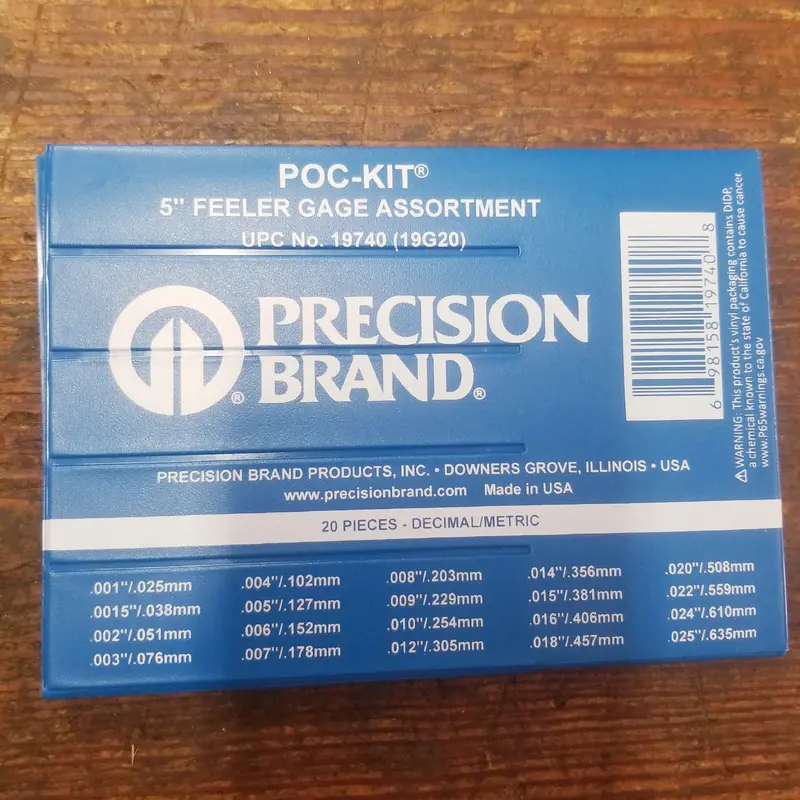 POC-KIT®
5" FEELER GAGE ASSORTMENT
UPC No. 19740 (19G20)
PRECISION
BRAND®
®
PRECISION BRAND PRODUCTS, INC. • DOWNERS GROVE, ILLINOIS • USA
www.precisionbrand.com Made in USA
20 PIECES - DECIMAL/METRIC
.001"/.025mm .004"/.102mm .008"/.203mm .014"/.356mm .020"/.508mm
.0015"/.038mm .005"/.127mm .009"/.229mm .015"/.381mm .022"/.559mm
.002"/.051mm .006"/.152mm .010"/.254mm .016"/.406mm .024"/.610mm
.003"/.076mm .007"/.178mm .012"/.305mm .018"/.457mm .025"/.635mm
6 98158 19740 8
⚠WARNING: This product's vinyl packaging contains DIDP,
a chemical known to the state of California to cause cancer.
www.P65warnings.ca.gov